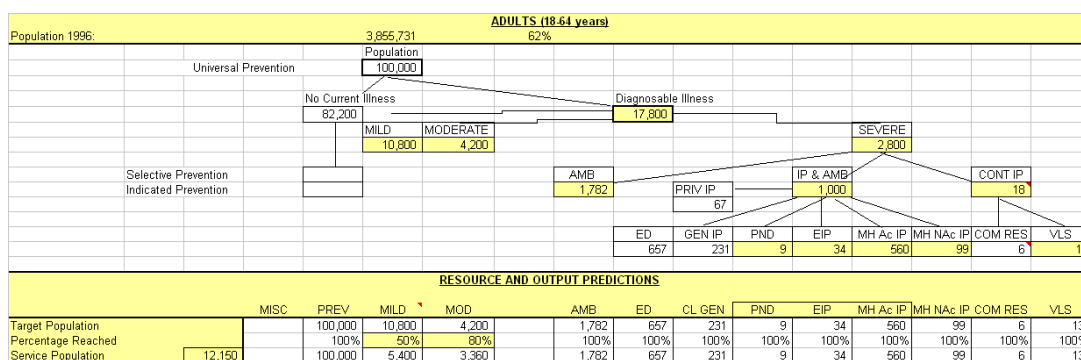 ADULTS (18-64 years)
Population 1996: 3,855,731 62%
Population
Universal Prevention 100,000
No Current Illness Diagnosable Illness
82,200 17,800
MILD MODERATE SEVERE
10,800 4,200 2,800
Selective Prevention AMB IP & AMB CONT IP
Indicated Prevention 1,782 PRIV IP 1,000 18
67
ED GEN IP PND EIP MH Ac IP MH NAc IP COM RES VLS
657 231 9 34 560 99 6
RESOURCE AND OUTPUT PREDICTIONS
MISC PREV MILD MOD AMB ED CL GEN PND EIP MH Ac IP MH NAc IP COM RES VLS
Target Population 100,000 10,800 4,200 1,782 657 231 9 34 560 99 6
Percentage Reached 100% 50% 80% 100% 100% 100% 100% 100% 100% 100% 100%
Service Population 12,150 100,000 5,400 3,360 1,782 657 231 9 34 560 99 6